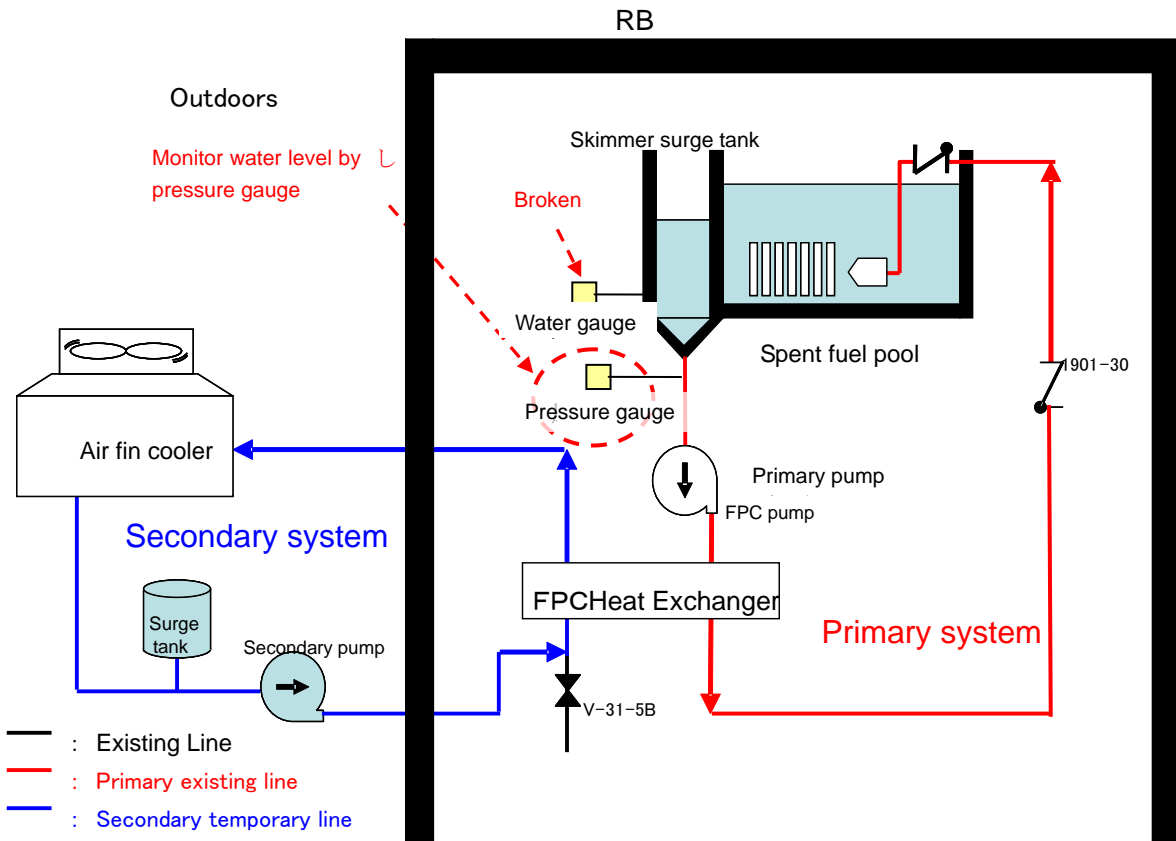 RB
Outdoors
Skimmer surge tank
Monitor water level by し
pressure gauge
Broken
Water gauge
Spent fuel pool
1901-30
Pressure gauge
Air fin cooler
Primary pump
FPC pump
Secondary system
FPCHeat Exchanger
Surge
tank
Secondary pump
Primary system
V-31-5B
: Existing Line
: Primary existing line
: Secondary temporary line